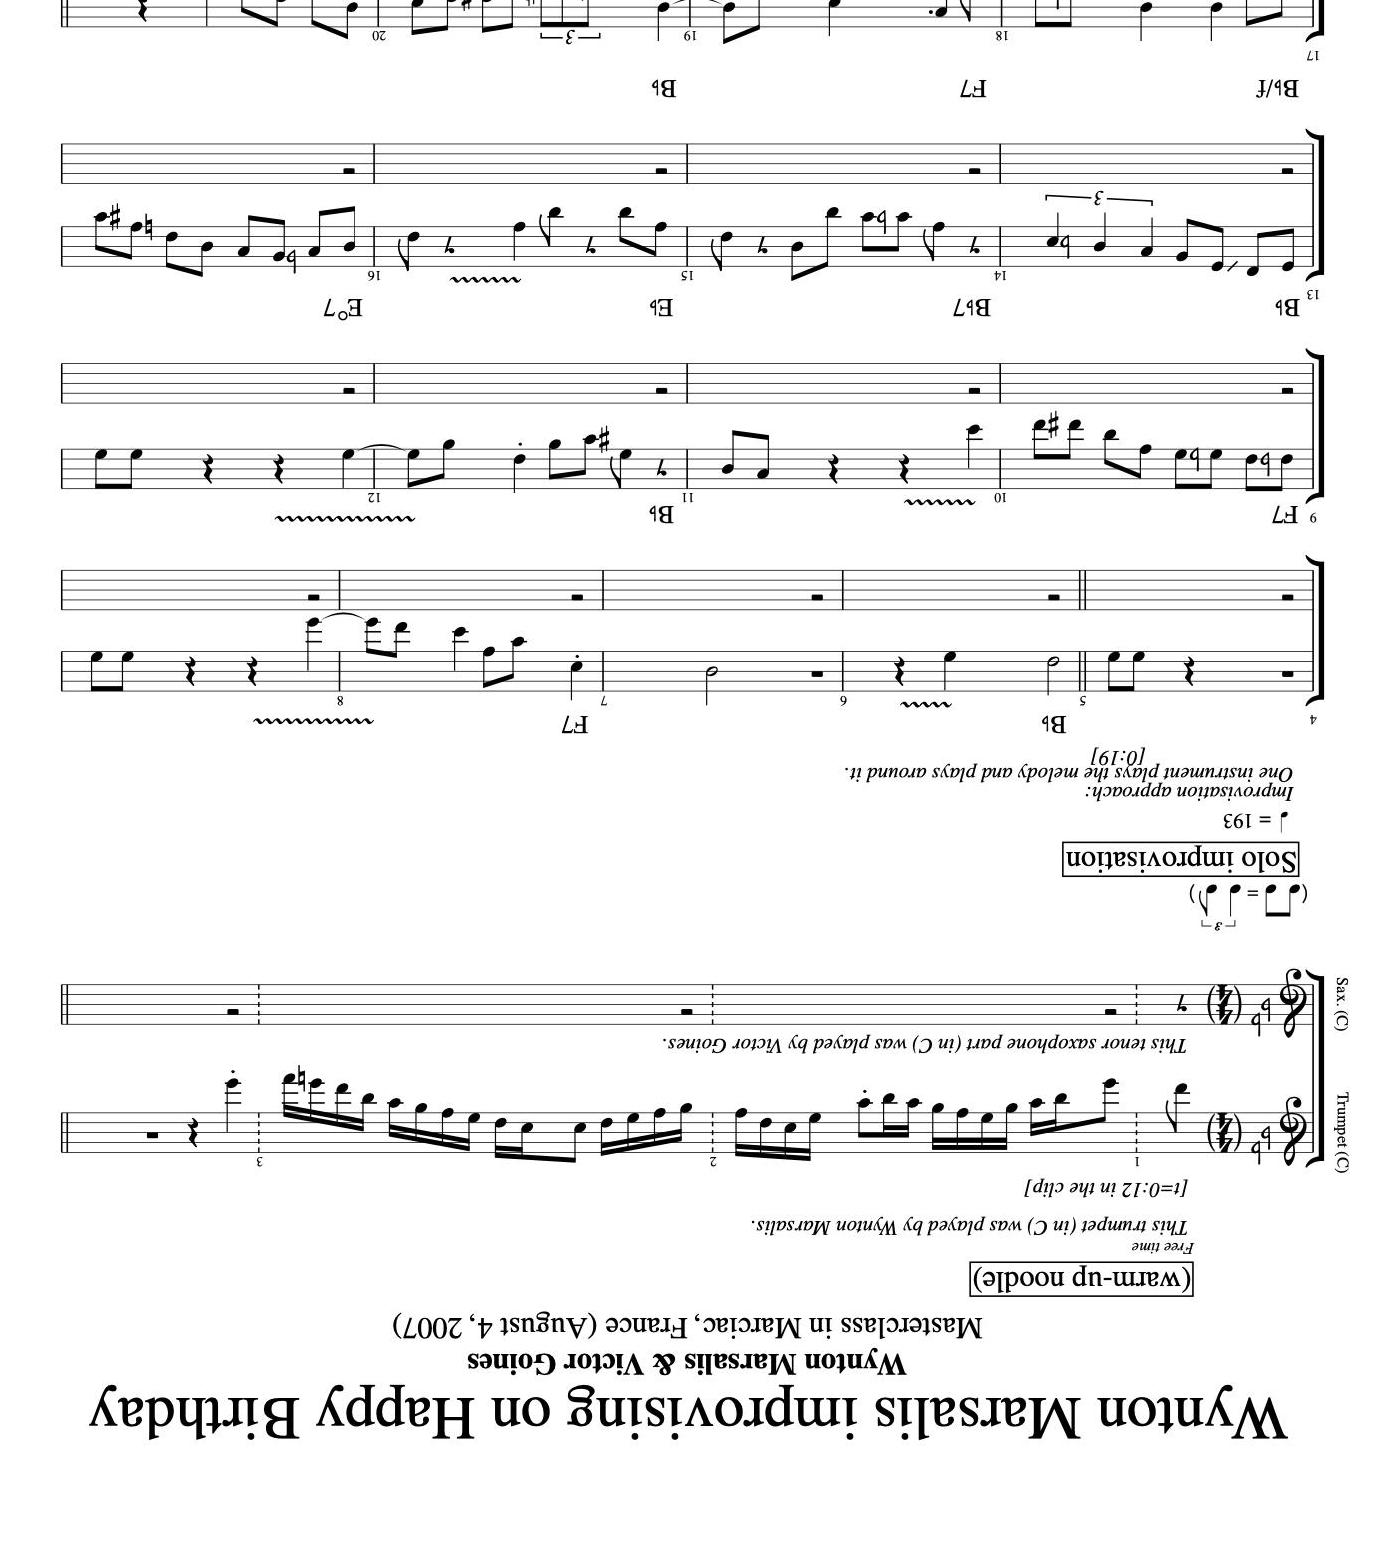 Wynton Marsalis improvising on Happy Birthday
Wynton Marsalis & Victor Goines
Masterclass in Marciac, France (August 4, 2007)
(warm-up noodle)
Free time
This trumpet (in C) was played by Wynton Marsalis.
[t=0:12 in the clip]
1 2 3
Trumpet (C)
This tenor saxophone part (in C) was played by Victor Goines.
Sax. (C)
3
( = )
Solo improvisation
= 193
Improvisation approach:
One instrument plays the melody and plays around it.
[0:19]
B♭ F7
4 5 6 7 8
F7 B♭
9 10 11 12
B♭ B♭7 E♭ E°7
13 14 15 16
3
B♭/f F7 B♭
17 18 19 20
3